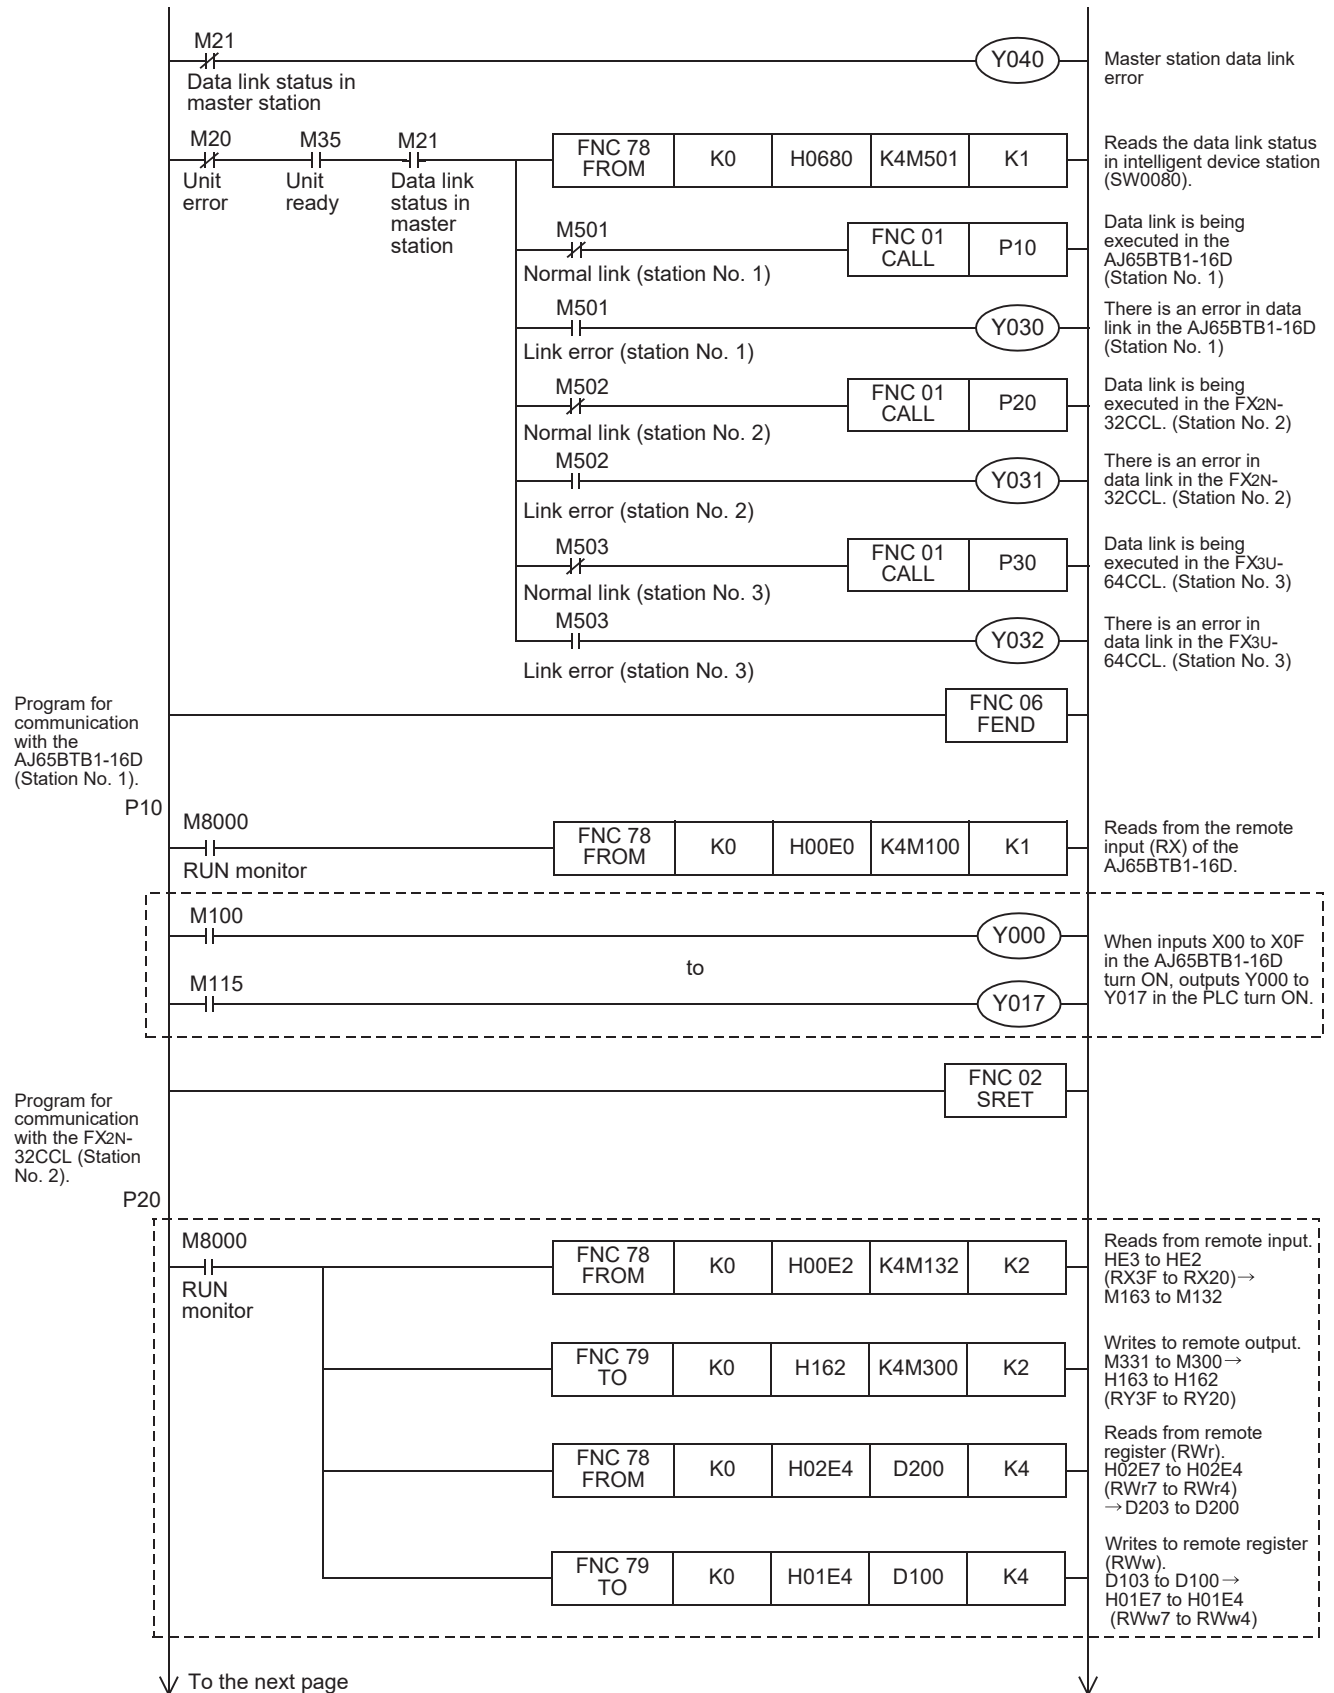 M21
Y040
Master station data link
error
Data link status in
master station
M20
M35
M21
Unit
error
Unit
ready
Data link
status in
master
station
FNC 78
FROM
K0
H0680
K4M501
K1
Reads the data link status
in intelligent device station
(SW0080).
M501
Normal link (station No. 1)
FNC 01
CALL
P10
Data link is being
executed in the
AJ65BTB1-16D
(Station No. 1)
M501
Link error (station No. 1)
Y030
There is an error in data
link in the AJ65BTB1-16D
(Station No. 1)
M502
Normal link (station No. 2)
FNC 01
CALL
P20
Data link is being
executed in the FX2N-
32CCL. (Station No. 2)
M502
Link error (station No. 2)
Y031
There is an error in
data link in the FX2N-
32CCL. (Station No. 2)
M503
Normal link (station No. 3)
FNC 01
CALL
P30
Data link is being
executed in the FX3U-
64CCL. (Station No. 3)
M503
Link error (station No. 3)
Y032
There is an error in
data link in the FX3U-
64CCL. (Station No. 3)
Program for
communication
with the
AJ65BTB1-16D
(Station No. 1).
FNC 06
FEND
P10
M8000
RUN monitor
FNC 78
FROM
K0
H00E0
K4M100
K1
Reads from the remote
input (RX) of the
AJ65BTB1-16D.
M100
Y000
to
M115
Y017
When inputs X00 to X0F
in the AJ65BTB1-16D
turn ON, outputs Y000 to
Y017 in the PLC turn ON.
FNC 02
SRET
Program for
communication
with the FX2N-
32CCL (Station
No. 2).
P20
M8000
RUN
monitor
FNC 78
FROM
K0
H00E2
K4M132
K2
Reads from remote input.
HE3 to HE2
(RX3F to RX20)→
M163 to M132
FNC 79
TO
K0
H162
K4M300
K2
Writes to remote output.
M331 to M300→
H163 to H162
(RY3F to RY20)
FNC 78
FROM
K0
H02E4
D200
K4
Reads from remote
register (RWr).
H02E7 to H02E4
(RWr7 to RWr4)
→D203 to D200
FNC 79
TO
K0
H01E4
D100
K4
Writes to remote register
(RWw).
D103 to D100→
H01E7 to H01E4
(RWw7 to RWw4)
To the next page